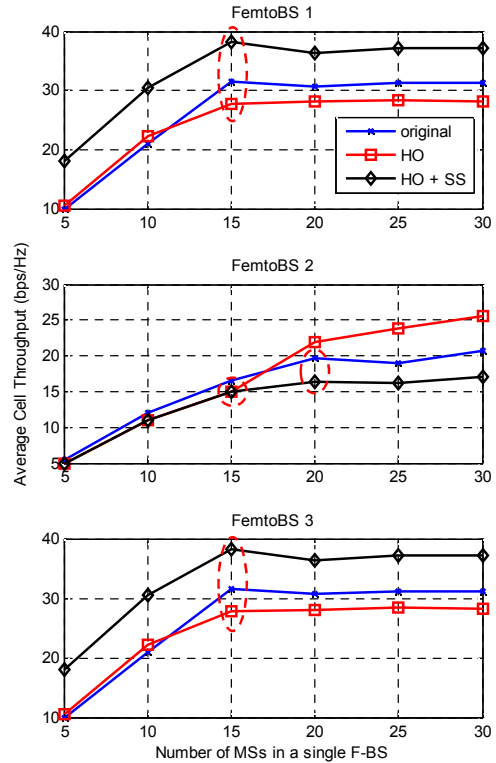 FemtoBS 1
40
30
20
10
5 10 15 20 25 30
original
HO
HO + SS
FemtoBS 2
30
25
20
15
10
5
5 10 15 20 25 30
Average Cell Throughput (bps/Hz)
FemtoBS 3
40
30
20
10
5 10 15 20 25 30
Number of MSs in a single F-BS